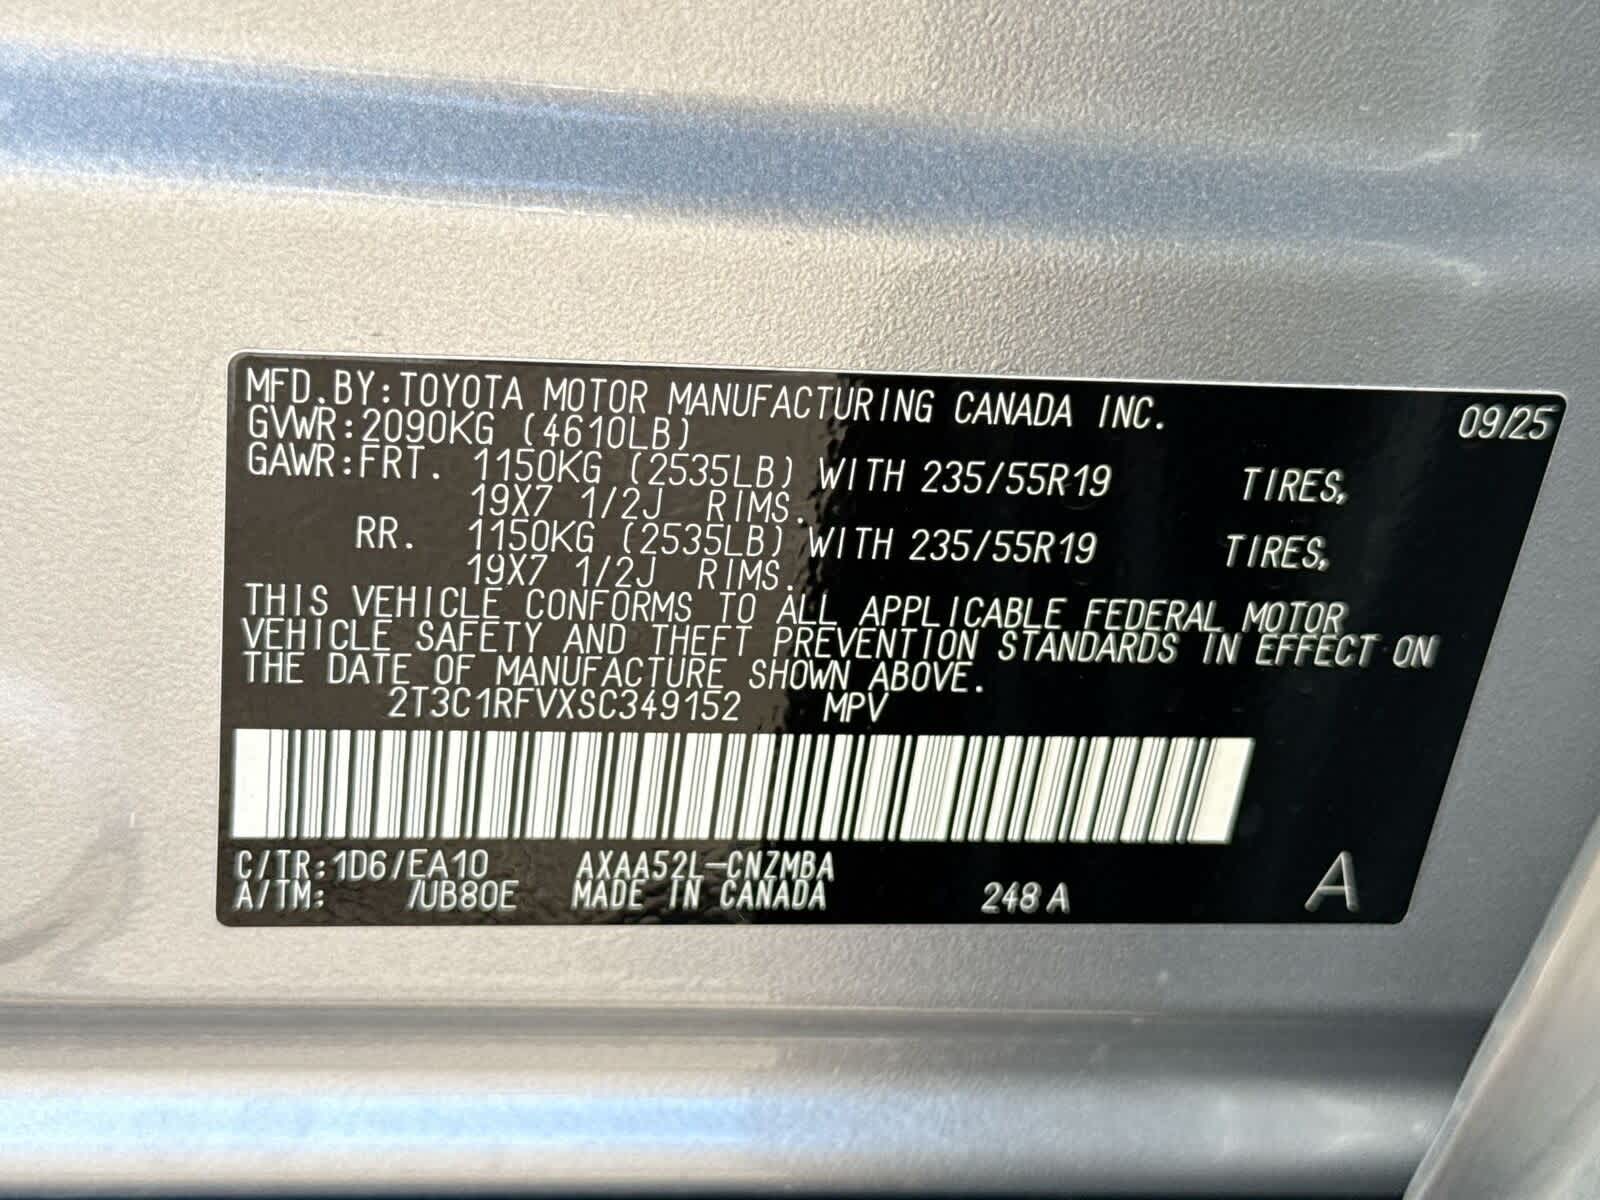 MFD.BY:TOYOTA MOTOR MANUFACTURING CANADA INC. 09/25
GVWR:2090KG (4610LB)
GAWR:FRT. 1150KG (2535LB) WITH 235/55R19 TIRES,
19X7 1/2J RIMS.
RR. 1150KG (2535LB) WITH 235/55R19 TIRES,
19X7 1/2J RIMS.
THIS VEHICLE CONFORMS TO ALL APPLICABLE FEDERAL MOTOR
VEHICLE SAFETY AND THEFT PREVENTION STANDARDS IN EFFECT ON
THE DATE OF MANUFACTURE SHOWN ABOVE.
2T3C1RFVXSC349152 MPV
C/TR:1D6/EA10 AXAA52L-CNZMBA
A/TM: /UB80E MADE IN CANADA 248 A A